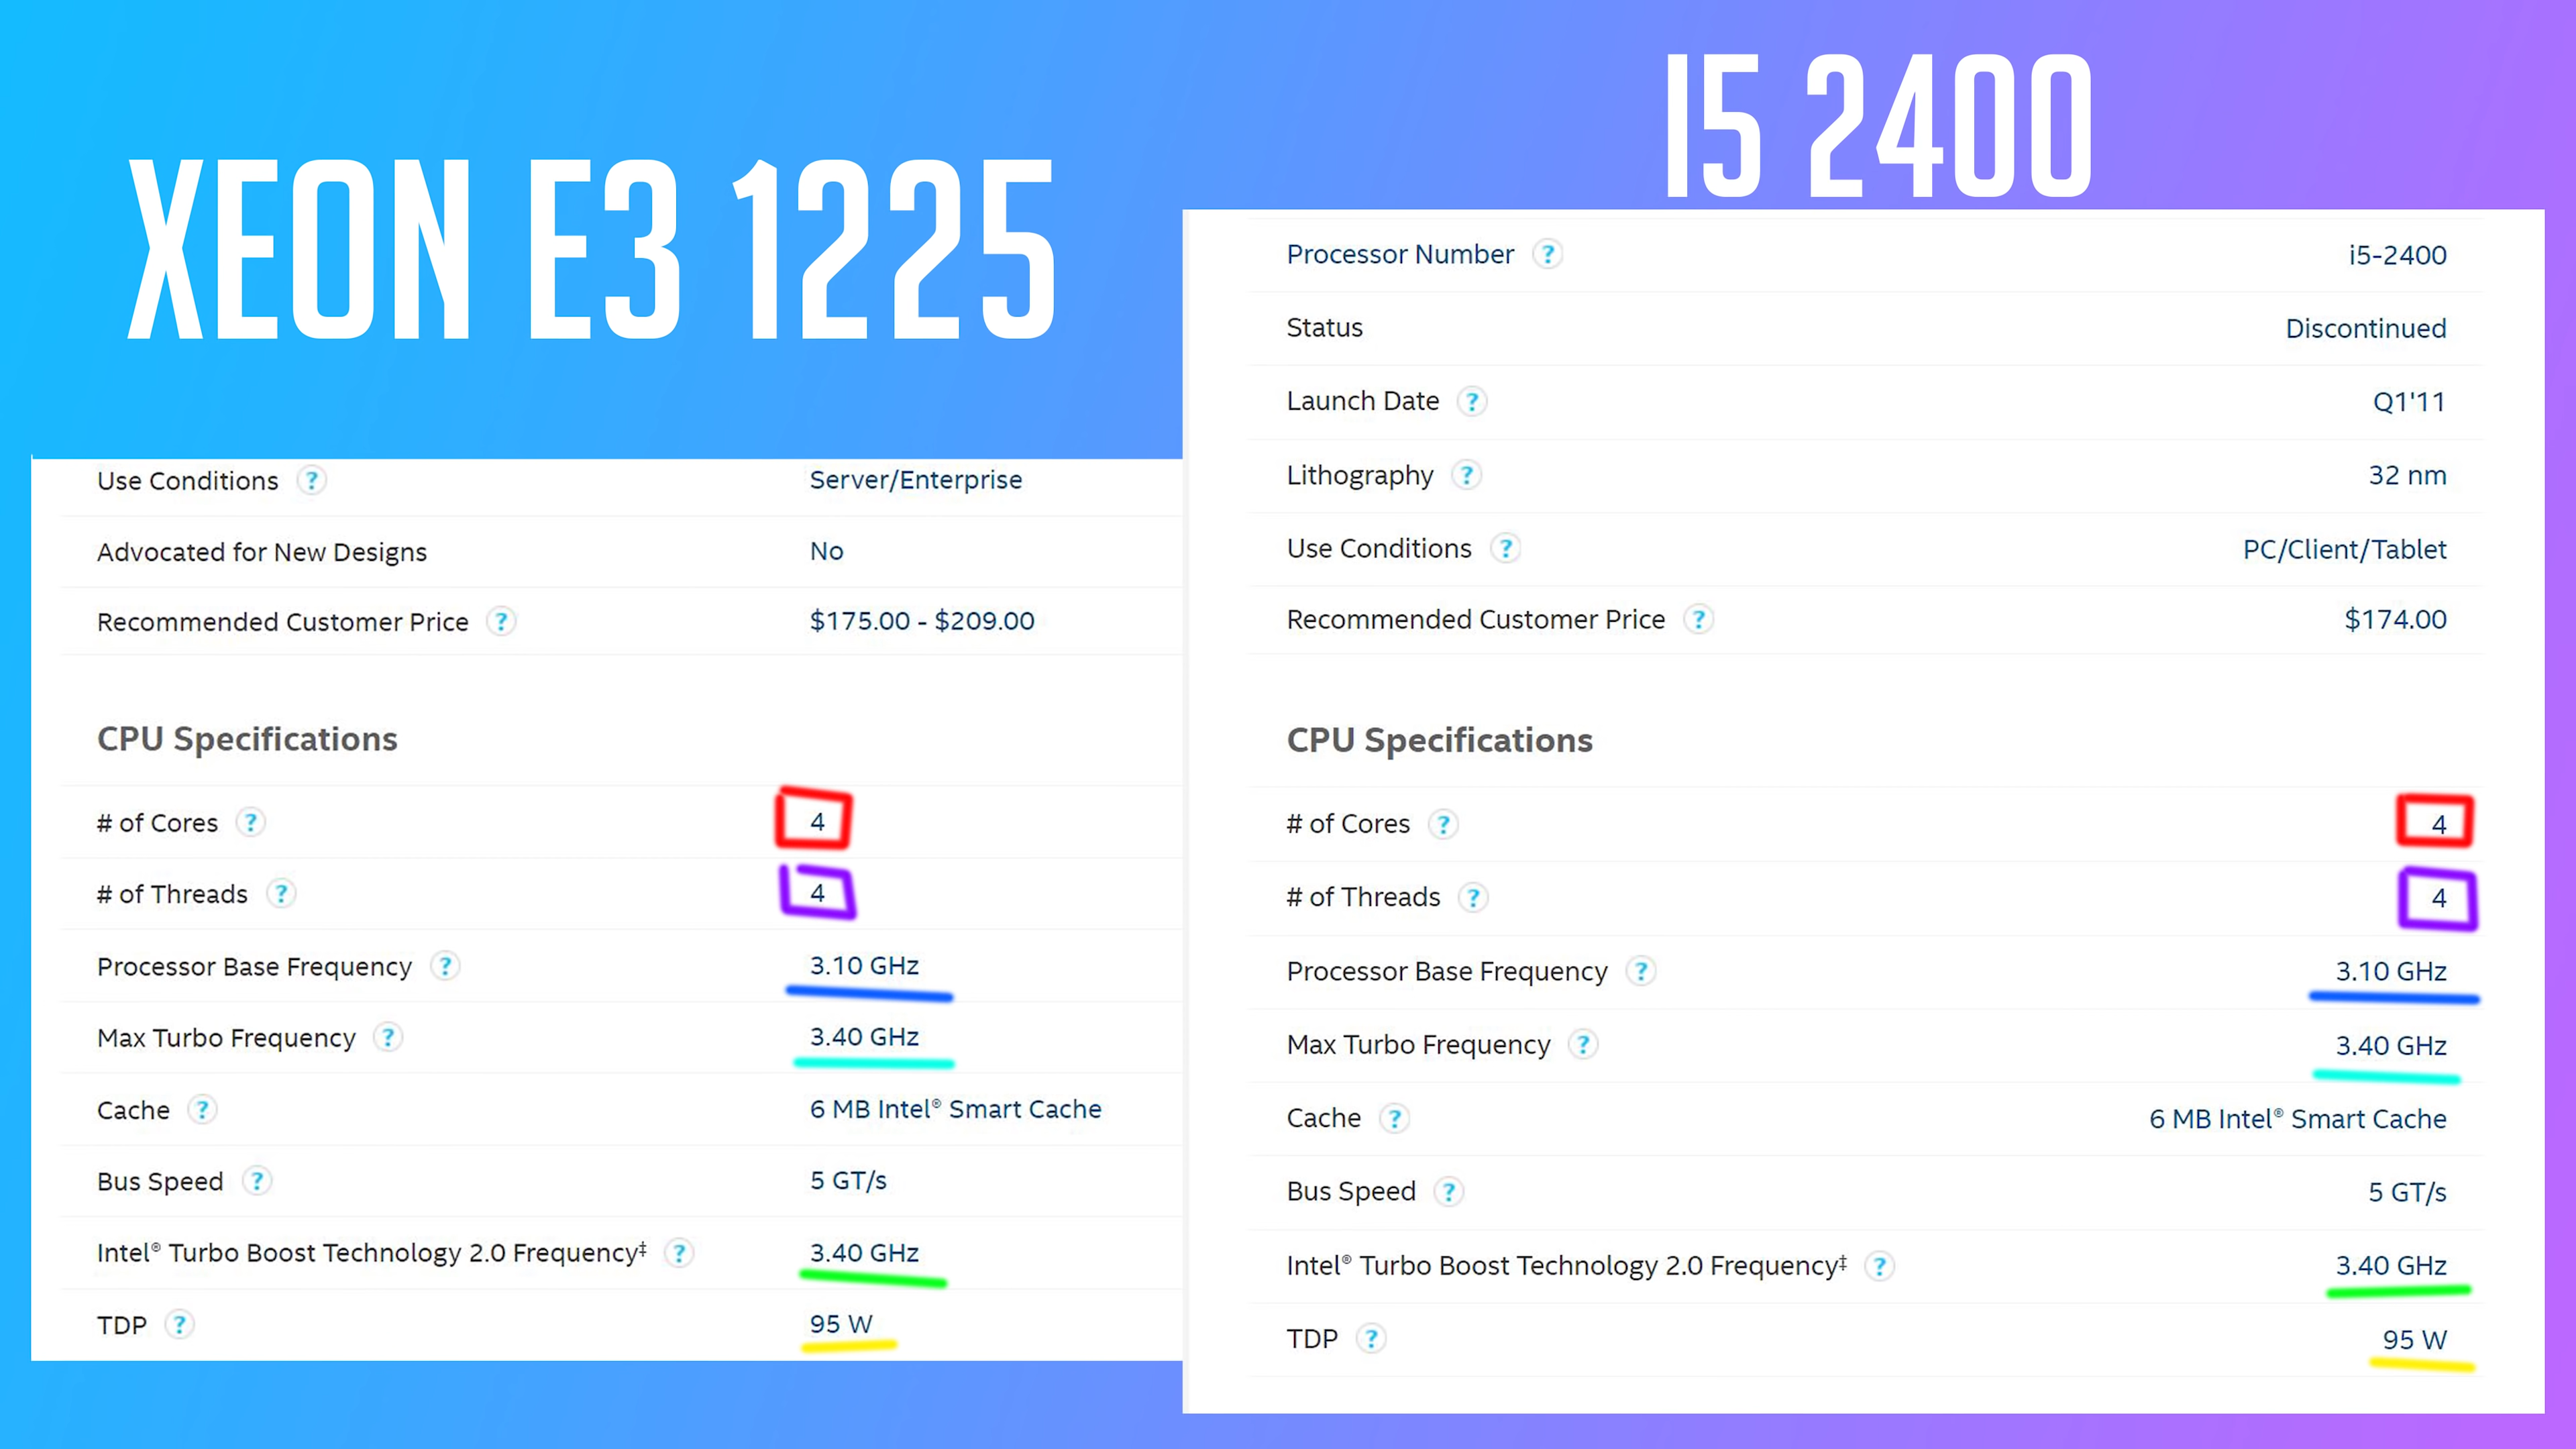 XEON E3 1225
Use Conditions ? Server/Enterprise
Advocated for New Designs No
Recommended Customer Price ? $175.00 - $209.00
CPU Specifications
# of Cores ? 4
# of Threads ? 4
Processor Base Frequency ? 3.10 GHz
Max Turbo Frequency ? 3.40 GHz
Cache ? 6 MB Intel® Smart Cache
Bus Speed ? 5 GT/s
Intel® Turbo Boost Technology 2.0 Frequency‡ ? 3.40 GHz
TDP ? 95 W
I5 2400
Processor Number ? i5-2400
Status Discontinued
Launch Date ? Q1'11
Lithography ? 32 nm
Use Conditions ? PC/Client/Tablet
Recommended Customer Price ? $174.00
CPU Specifications
# of Cores ? 4
# of Threads ? 4
Processor Base Frequency ? 3.10 GHz
Max Turbo Frequency ? 3.40 GHz
Cache ? 6 MB Intel® Smart Cache
Bus Speed ? 5 GT/s
Intel® Turbo Boost Technology 2.0 Frequency‡ ? 3.40 GHz
TDP ? 95 W